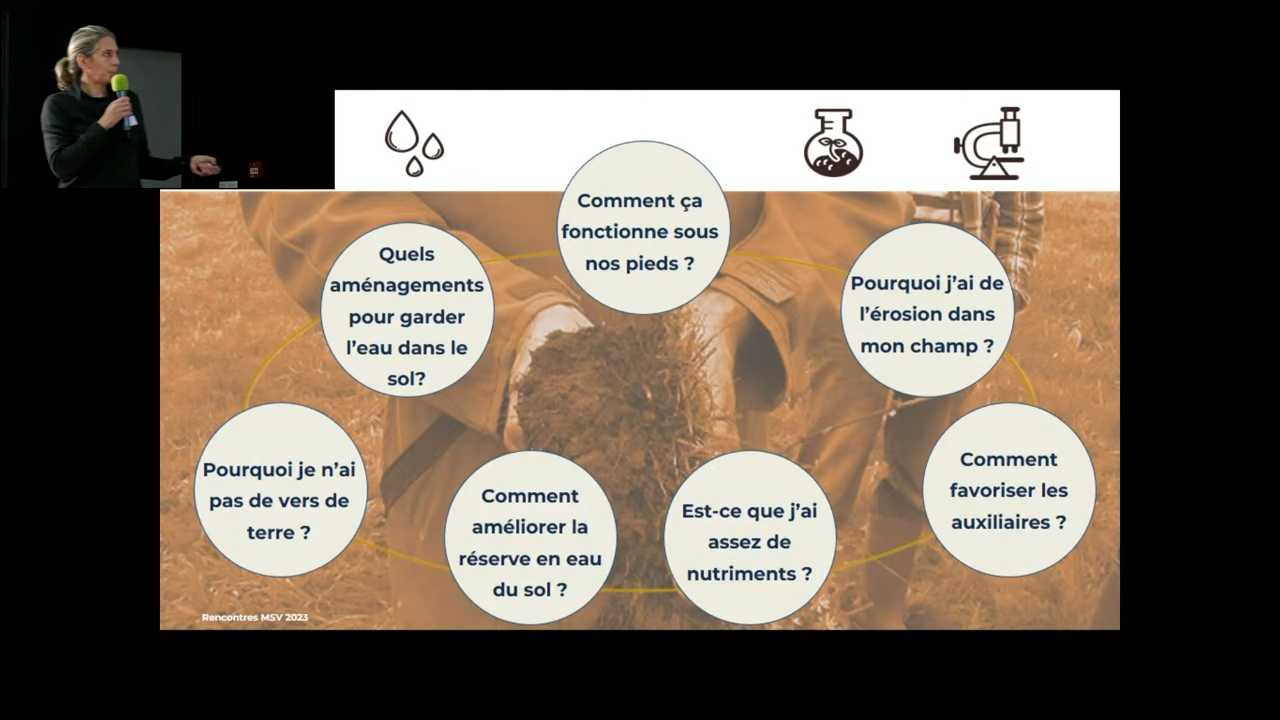 Comment ça
fonctionne sous
nos pieds ?
Quels
aménagements
pour garder
l’eau dans le
sol?
Pourquoi j’ai de
l’érosion dans
mon champ ?
Pourquoi je n’ai
pas de vers de
terre ?
Comment
améliorer la
réserve en eau
du sol ?
Est-ce que j’ai
assez de
nutriments ?
Comment
favoriser les
auxiliaires ?
Rencontres MSV 2023